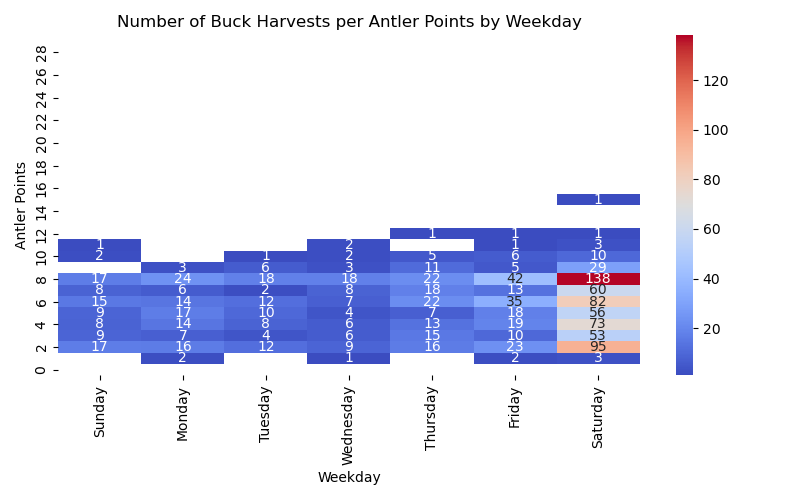 Number of Buck Harvests per Antler Points by Weekday
28
26
24
22
20
18
16
1
14
12
1 1 1
1 2 1 3
10
2 1 2 5 6 10
3 6 3 11 5 29
8
17 24 18 18 22 42 138
8 6 2 8 18 13 60
6
15 14 12 7 22 35 82
9 17 10 4 7 18 56
4
8 14 8 6 13 19 73
9 7 4 6 15 10 53
2
17 16 12 9 16 23 95
2 1 2 3
0
Antler Points
Sunday
Monday
Tuesday
Wednesday
Thursday
Friday
Saturday
Weekday
120
100
80
60
40
20